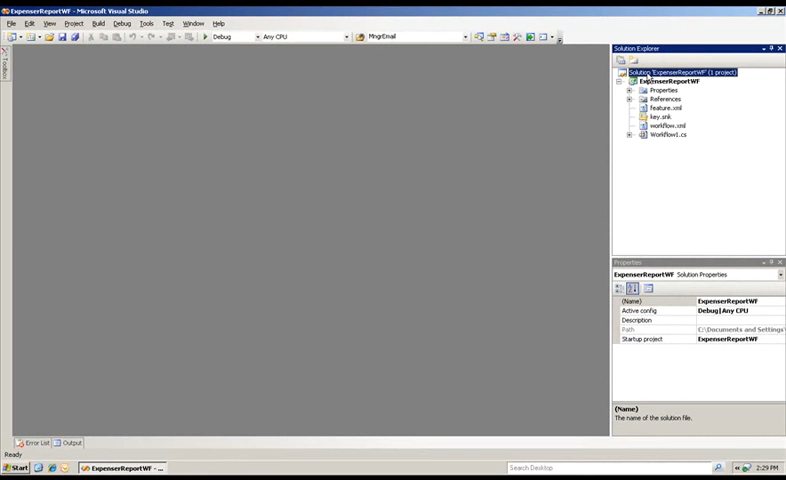 ExpenserReportWF - Microsoft Visual Studio
File Edit View Project Build Debug Tools Test Window Help
Debug Any CPU MngrEmail
Toolbox
Solution Explorer
Solution 'ExpenserReportWF' (1 project)
ExpenserReportWF
Properties
References
feature.xml
key.snk
workflow.xml
Workflow1.cs
Properties
ExpenserReportWF Solution Properties
(Name) ExpenserReportWF
Active config Debug|Any CPU
Description
Path C:\Documents and Settings\
Startup project ExpenserReportWF
(Name)
The name of the solution file.
Error List Output
Ready
Start ExpenserReportWF - ... Search Desktop 2:29 PM